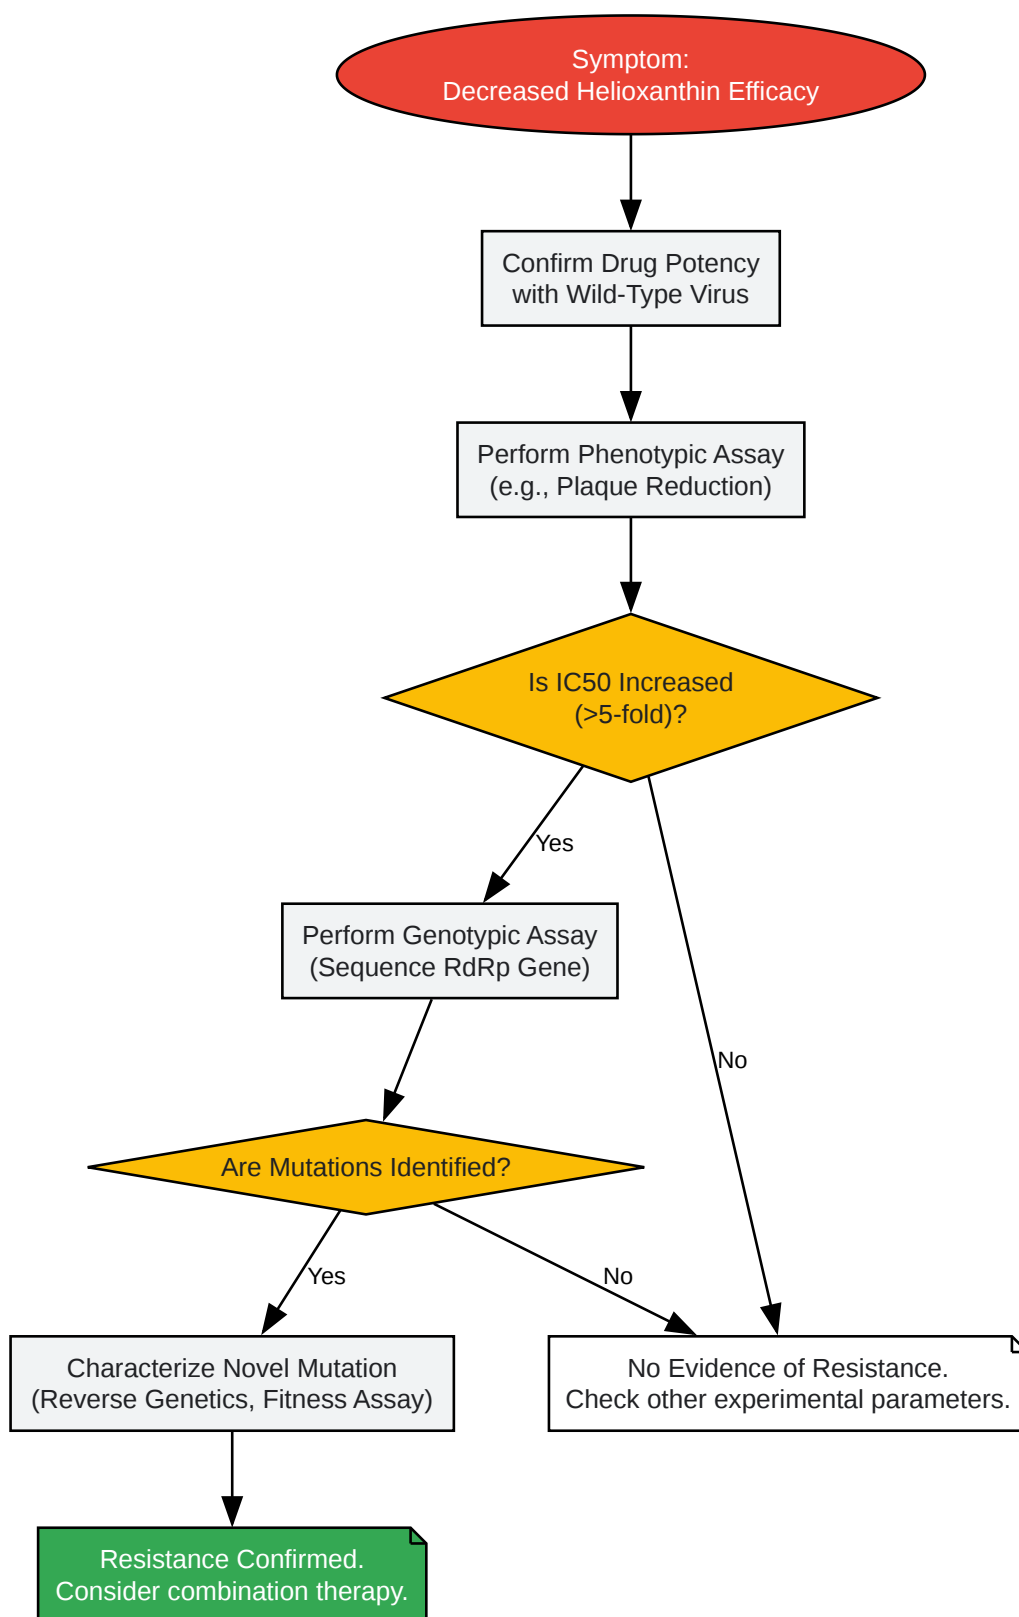 Symptom:
Decreased Helioxanthin Efficacy
Confirm Drug Potency
with Wild-Type Virus
Perform Phenotypic Assay
(e.g., Plaque Reduction)
Is IC50 Increased
(>5-fold)?
Yes
Perform Genotypic Assay
(Sequence RdRp Gene)
No
Are Mutations Identified?
Yes
No
Characterize Novel Mutation
(Reverse Genetics, Fitness Assay)
No Evidence of Resistance.
Check other experimental parameters.
Resistance Confirmed.
Consider combination therapy.